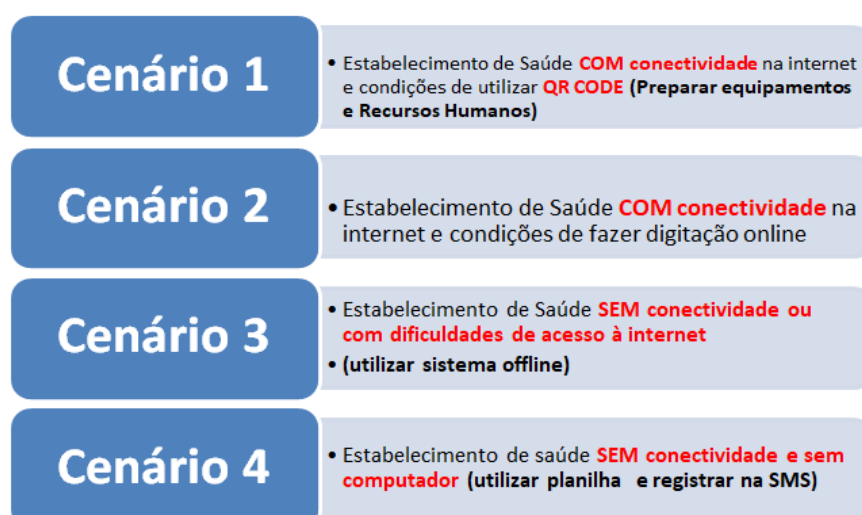 Cenário 1
• Estabelecimento de Saúde COM conectividade na internet
e condições de utilizar QR CODE (Preparar equipamentos
e Recursos Humanos)
Cenário 2
• Estabelecimento de Saúde COM conectividade na
internet e condições de fazer digitação online
Cenário 3
• Estabelecimento de Saúde SEM conectividade ou
com dificuldades de acesso à internet
• (utilizar sistema offline)
Cenário 4
• Estabelecimento de saúde SEM conectividade e sem
computador (utilizar planilha e registrar na SMS)